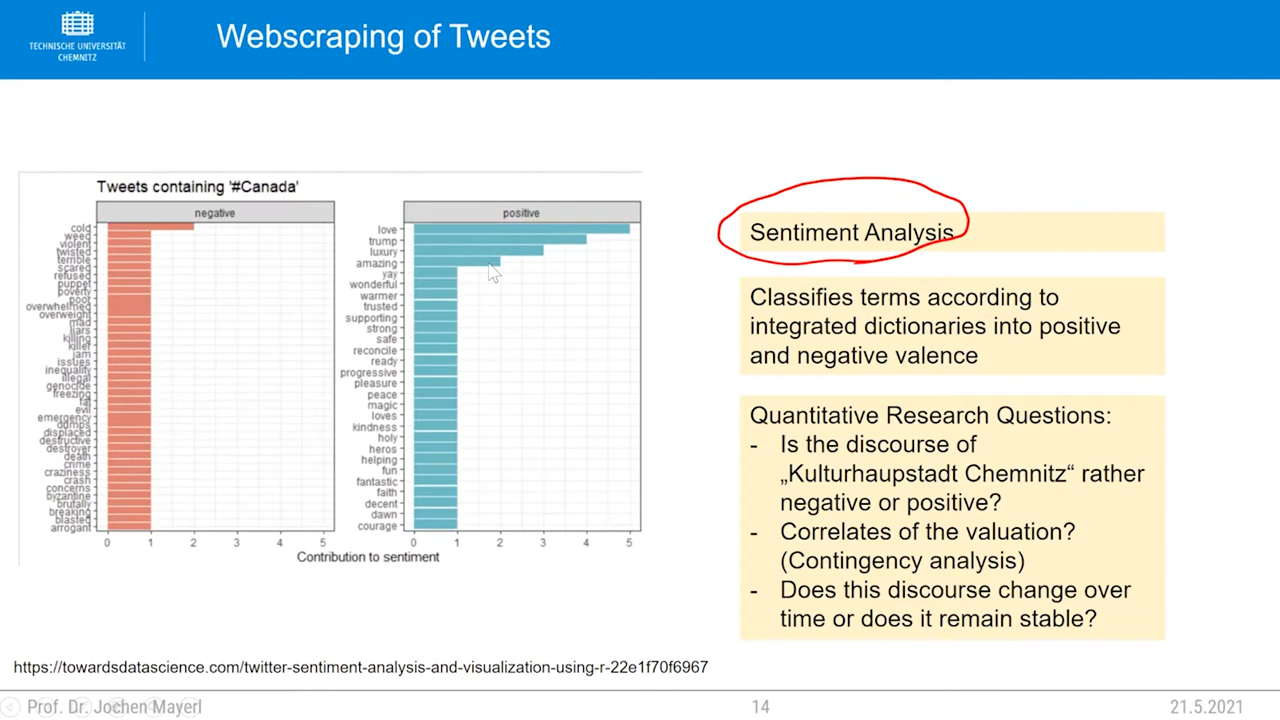 TECHNISCHE UNIVERSITÄT
CHEMNITZ
Webscraping of Tweets
Tweets containing '#Canada'
negative
cold
weed
violent
twisted
terrible
scared
refused
puppet
poverty
poor
overwhelmed
overweight
mad
liars
killing
killer
jam
issues
inequality
illegal
genocide
freezing
fat
evil
emergency
dumps
displaced
destructive
destroyer
death
crime
craziness
crash
concerns
byzantine
brutally
breaking
blasted
arrogant
0 1 2 3 4 5
positive
love
trump
luxury
amazing
yay
wonderful
warmer
trusted
supporting
strong
safe
reconcile
ready
progressive
pleasure
peace
magic
loves
kindness
holy
heros
helping
fun
fantastic
faith
decent
dawn
courage
0 1 2 3 4 5
Contribution to sentiment
Sentiment Analysis
Classifies terms according to
integrated dictionaries into positive
and negative valence
Quantitative Research Questions:
- Is the discourse of
„Kulturhaupstadt Chemnitz“ rather
negative or positive?
- Correlates of the valuation?
(Contingency analysis)
- Does this discourse change over
time or does it remain stable?
https://towardsdatascience.com/twitter-sentiment-analysis-and-visualization-using-r-22e1f70f6967
Prof. Dr. Jochen Mayerl
14
21.5.2021